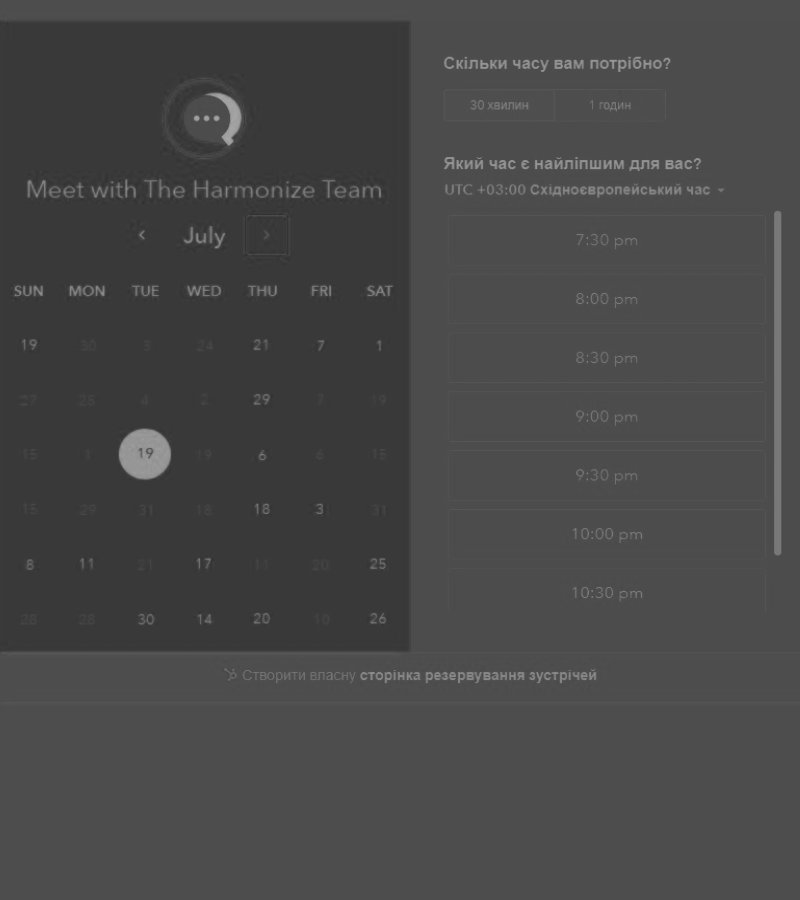 Meet with The Harmonize Team
July
SUN MON TUE WED THU FRI SAT
19 30 3 24 21 7 1
27 25 4 2 29 7 19
15 1 19 19 6 6 15
15 29 31 18 18 3 31
8 11 21 17 11 20 25
28 28 30 14 20 10 26
Скільки часу вам потрібно?
30 хвилин 1 годин
Який час є найліпшим для вас?
UTC +03:00 Східноєвропейський час
7:30 pm
8:00 pm
8:30 pm
9:00 pm
9:30 pm
10:00 pm
10:30 pm
Створити власну сторінка резервування зустрічей